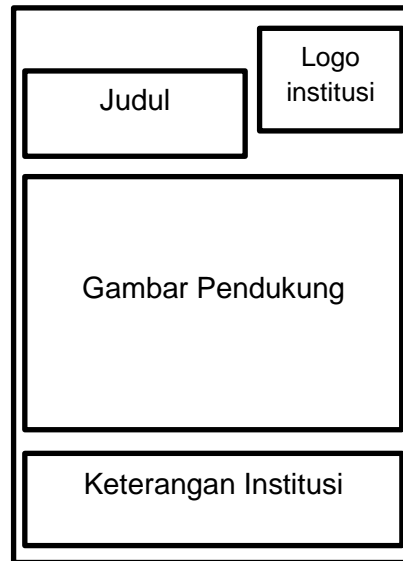 Logo
institusi
Judul
Gambar Pendukung
Keterangan Institusi